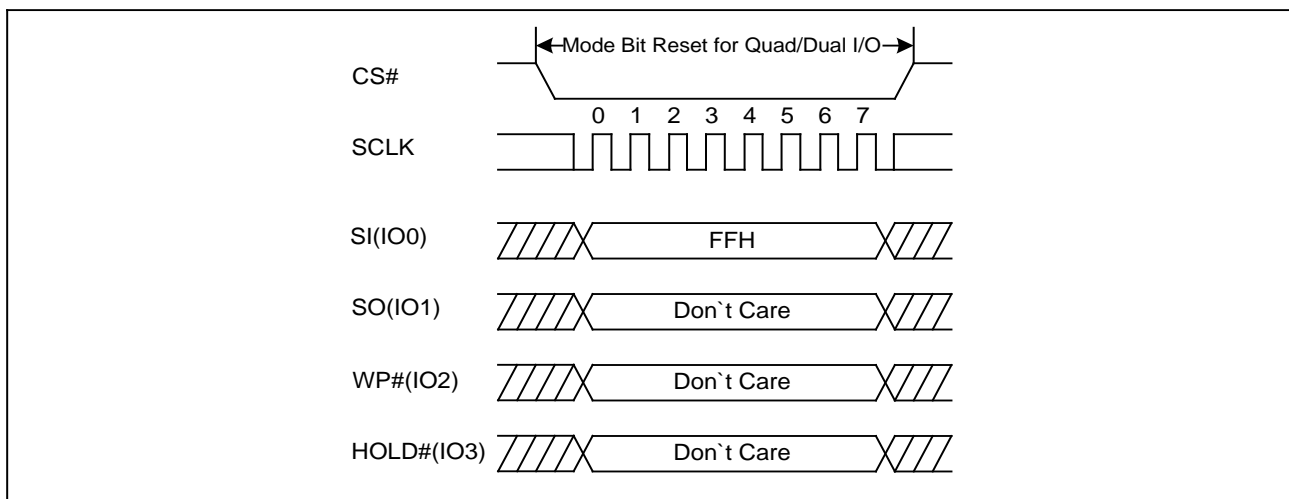 Mode Bit Reset for Quad/Dual I/O
CS#
0 1 2 3 4 5 6 7
SCLK
SI(IO0)
FFH
SO(IO1)
Don`t Care
WP#(IO2)
Don`t Care
HOLD#(IO3)
Don`t Care